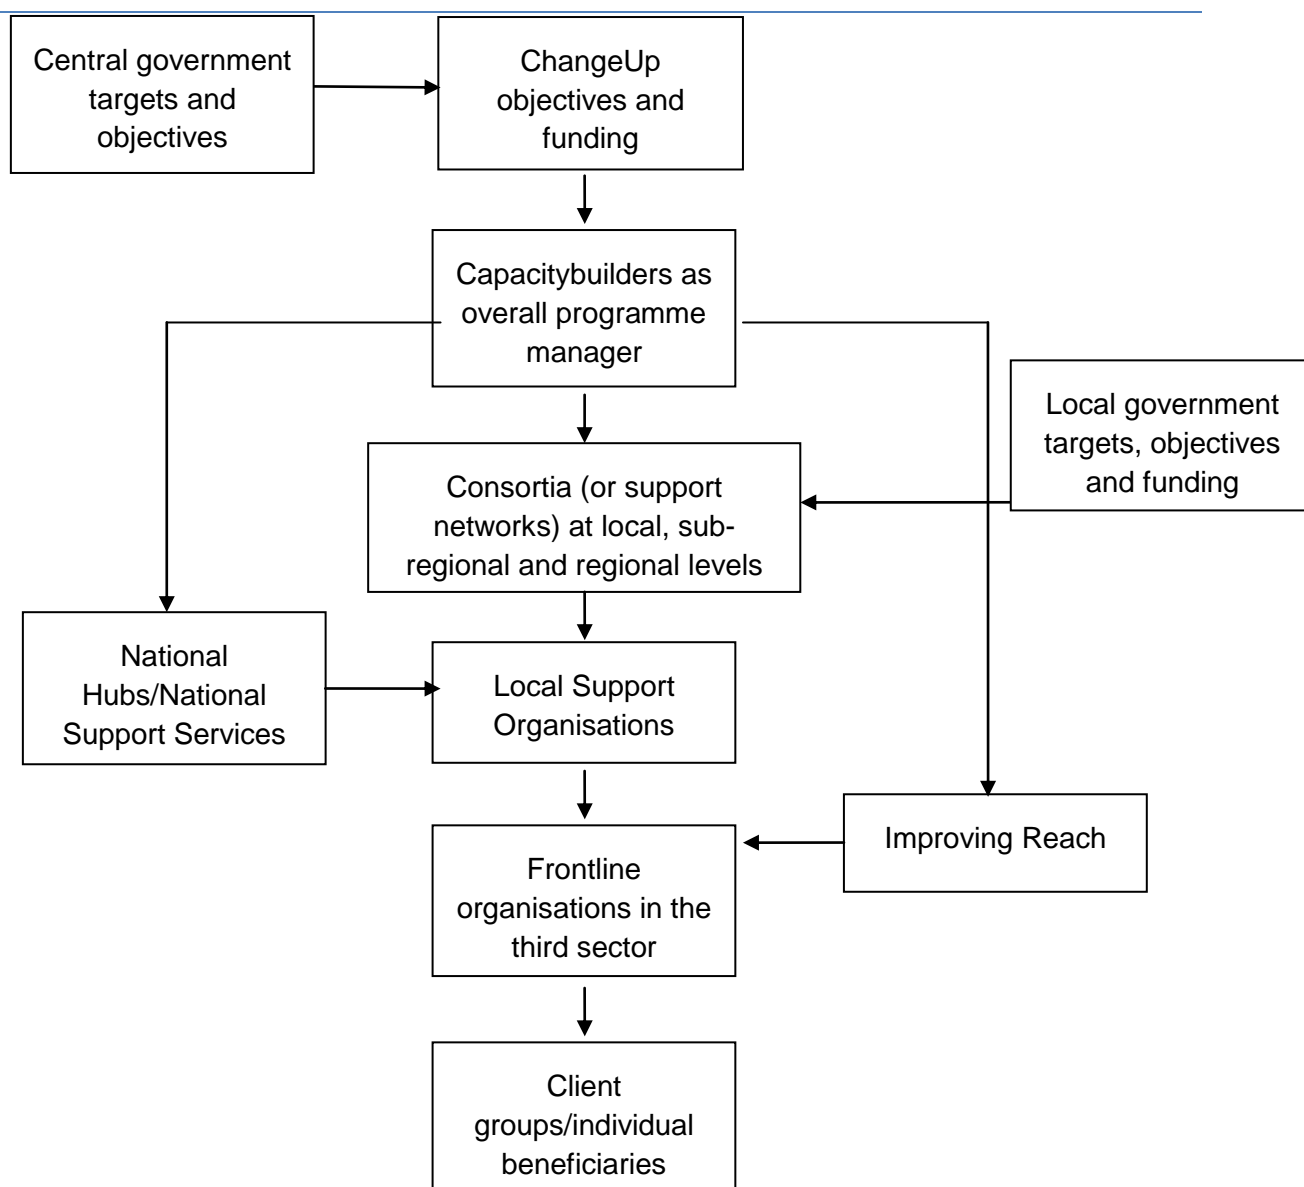 Central government
targets and
objectives
ChangeUp
objectives and
funding
Capacitybuilders as
overall programme
manager
Local government
targets, objectives
and funding
Consortia (or support
networks) at local, sub-
regional and regional levels
National
Hubs/National
Support Services
Local Support
Organisations
Improving Reach
Frontline
organisations in the
third sector
Client
groups/individual
beneficiaries